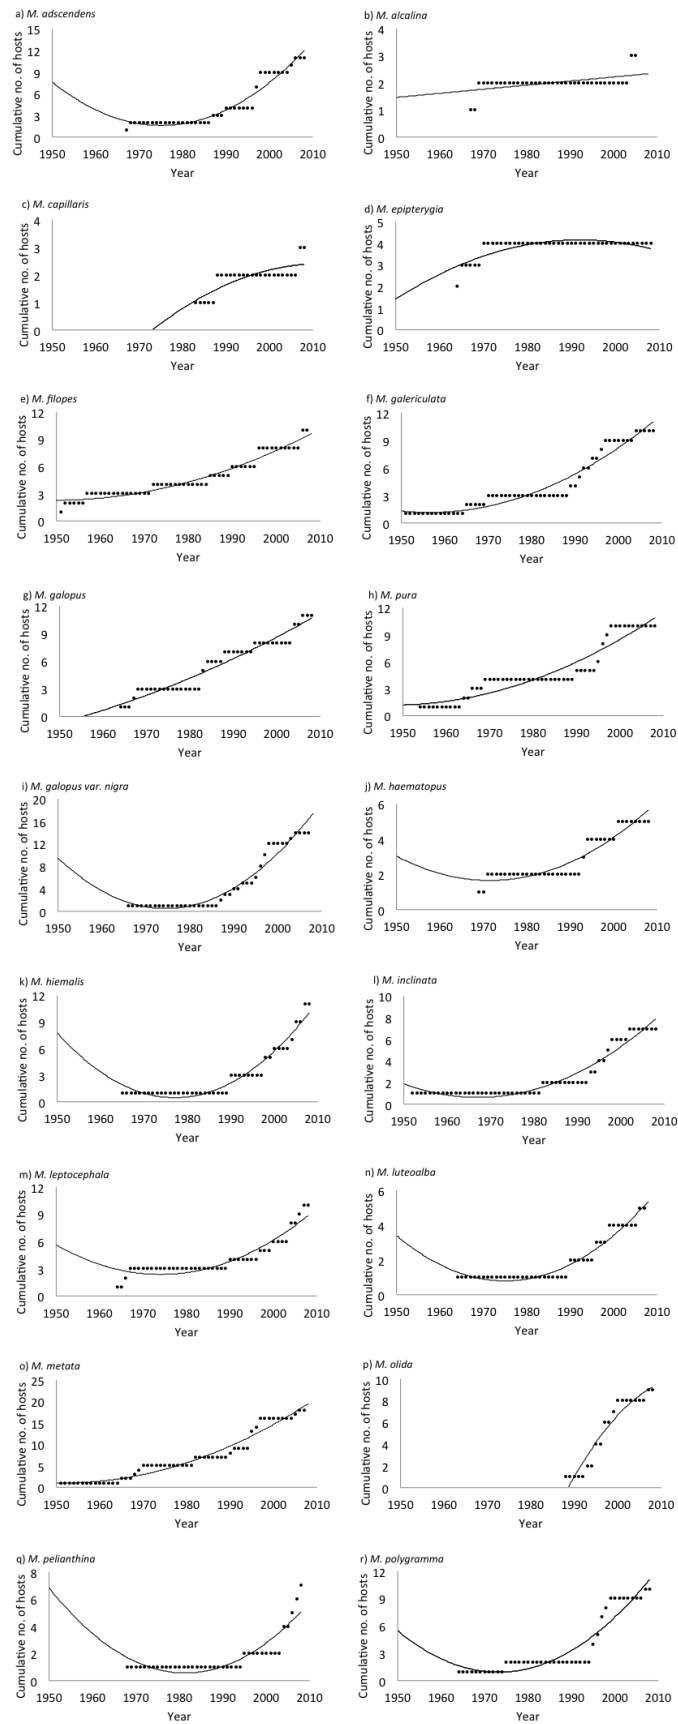 a) M. adscendens
Cumulative no. of hosts
15
12
9
6
3
0
1950 1960 1970 1980 1990 2000 2010
Year
b) M. alcalina
Cumulative no. of hosts
4
3
2
1
0
1950 1960 1970 1980 1990 2000 2010
Year
c) M. capillaris
Cumulative no. of hosts
4
3
2
1
0
1950 1960 1970 1980 1990 2000 2010
Year
d) M. epipterygia
Cumulative no. of hosts
5
4
3
2
1
0
1950 1960 1970 1980 1990 2000 2010
Year
e) M. filopes
Cumulative no. of hosts
12
9
6
3
0
1950 1960 1970 1980 1990 2000 2010
Year
f) M. galericulata
Cumulative no. of hosts
12
9
6
3
0
1950 1960 1970 1980 1990 2000 2010
Year
g) M. galopus
Cumulative no. of hosts
12
9
6
3
0
1950 1960 1970 1980 1990 2000 2010
Year
h) M. pura
Cumulative no. of hosts
12
9
6
3
0
1950 1960 1970 1980 1990 2000 2010
Year
i) M. galopus var. nigra
Cumulative no. of hosts
20
16
12
8
4
0
1950 1960 1970 1980 1990 2000 2010
Year
j) M. haematopus
Cumulative no. of hosts
6
4
2
0
1950 1960 1970 1980 1990 2000 2010
Year
k) M. hiemalis
Cumulative no. of hosts
12
9
6
3
0
1950 1960 1970 1980 1990 2000 2010
Year
l) M. inclinata
Cumulative no. of hosts
10
8
6
4
2
0
1950 1960 1970 1980 1990 2000 2010
Year
m) M. leptocephala
Cumulative no. of hosts
12
9
6
3
0
1950 1960 1970 1980 1990 2000 2010
Year
n) M. luteoalba
Cumulative no. of hosts
6
4
2
0
1950 1960 1970 1980 1990 2000 2010
Year
o) M. metata
Cumulative no. of hosts
25
20
15
10
5
0
1950 1960 1970 1980 1990 2000 2010
Year
p) M. olida
Cumulative no. of hosts
10
8
6
4
2
0
1950 1960 1970 1980 1990 2000 2010
Year
q) M. pelianthina
Cumulative no. of hosts
8
6
4
2
0
1950 1960 1970 1980 1990 2000 2010
Year
r) M. polygramma
Cumulative no. of hosts
12
9
6
3
0
1950 1960 1970 1980 1990 2000 2010
Year